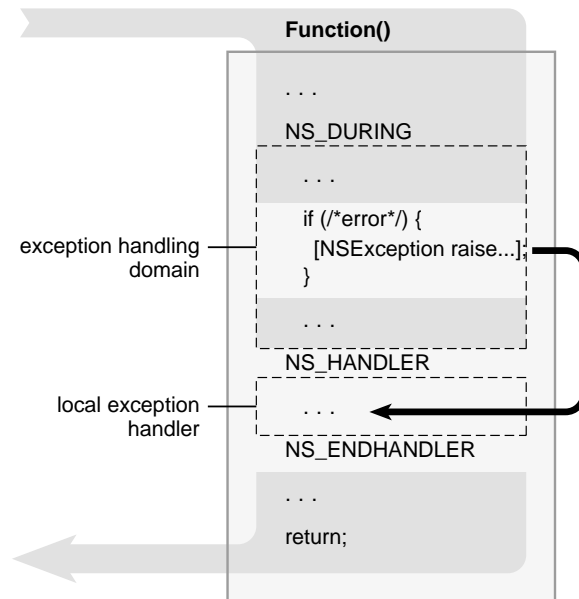 Function()
. . .
NS_DURING
. . .
if (/*error*/) {
[NSException raise...];
}
exception handling
domain
. . .
NS_HANDLER
local exception
handler
. . .
NS_ENDHANDLER
. . .
return;